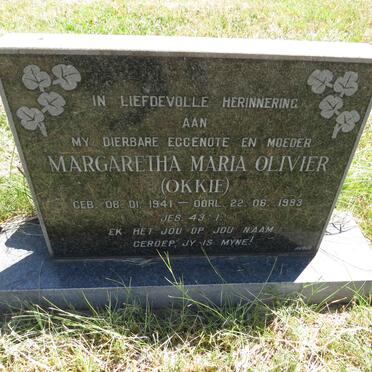 IN LIEFDEVOLLE HERINNERING
AAN
MY DIERBARE EGGENOTE EN MOEDER
MARGARETHA MARIA OLIVIER
(OKKIE)
GEB. 08. 01. 1941 - OORL. 22. 06. 1983
JES. 43:1.
EK HET JOU OP JOU NAAM
GEROEP, JY IS MYNE!